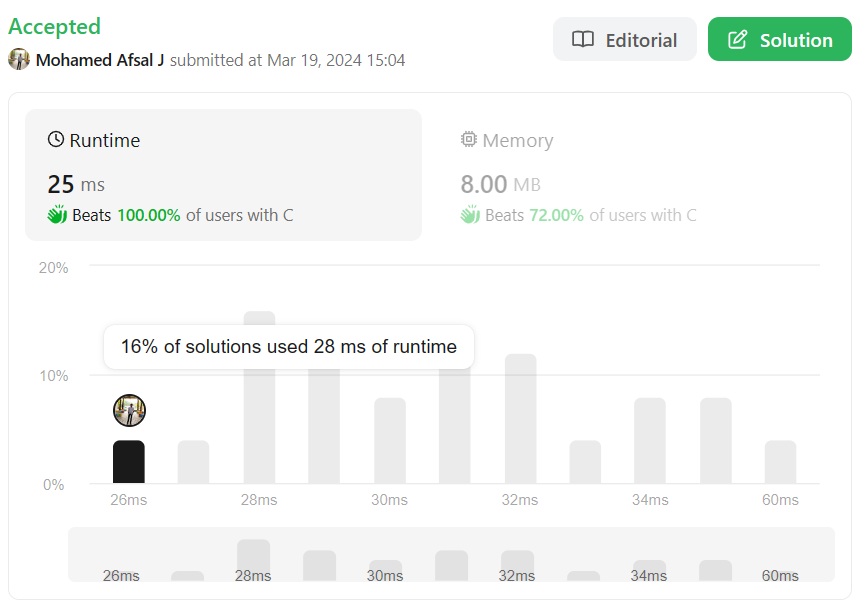 Accepted
Editorial
Solution
Mohamed Afsal J submitted at Mar 19, 2024 15:04
Runtime
25 ms
Beats 100.00% of users with C
Memory
8.00 MB
Beats 72.00% of users with C
20%
16% of solutions used 28 ms of runtime
10%
0%
26ms 28ms 30ms 32ms 34ms 60ms
26ms 28ms 30ms 32ms 34ms 60ms